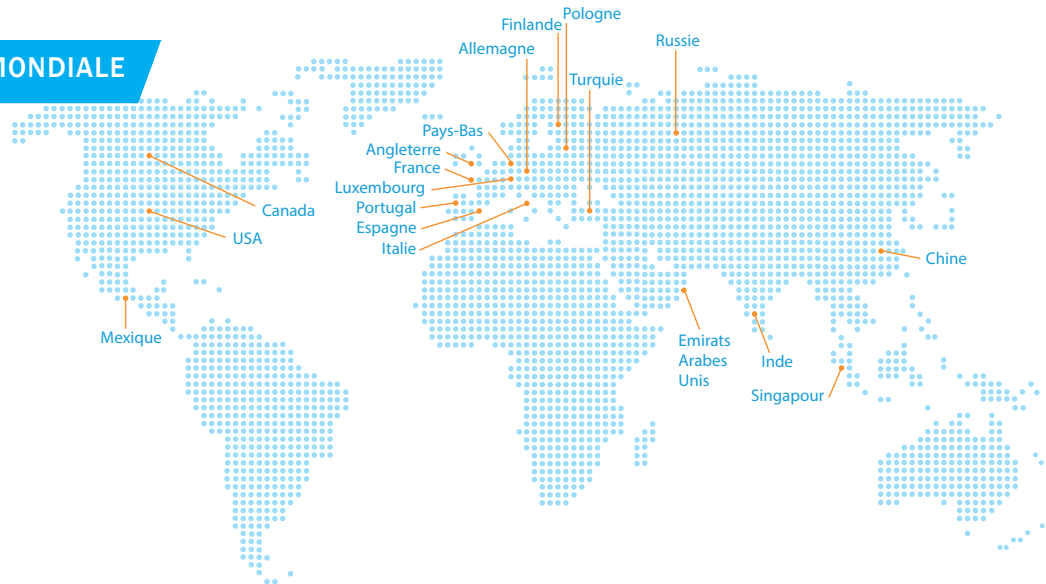 MONDIALE
Pologne
Finlande
Allemagne
Russie
Turquie
Pays-Bas
Angleterre
France
Luxembourg
Portugal
Espagne
Italie
Canada
USA
Mexique
Chine
Emirats
Arabes
Unis
Inde
Singapour